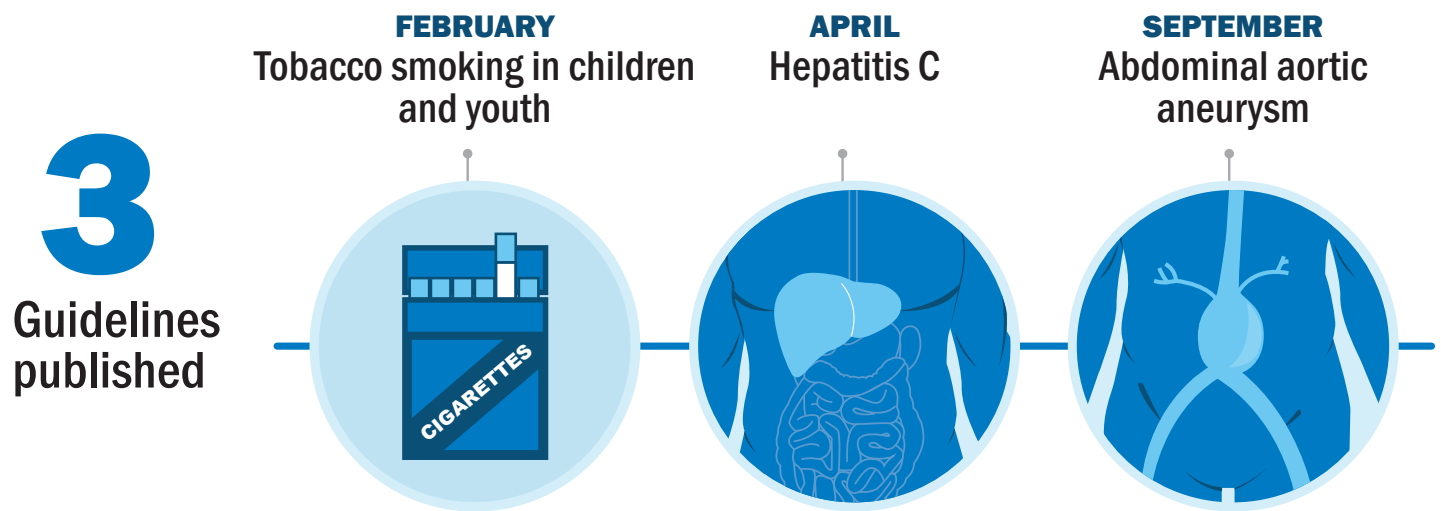 3
Guidelines
published
FEBRUARY
Tobacco smoking in children
and youth
CIGARETTES
APRIL
Hepatitis C
SEPTEMBER
Abdominal aortic
aneurysm